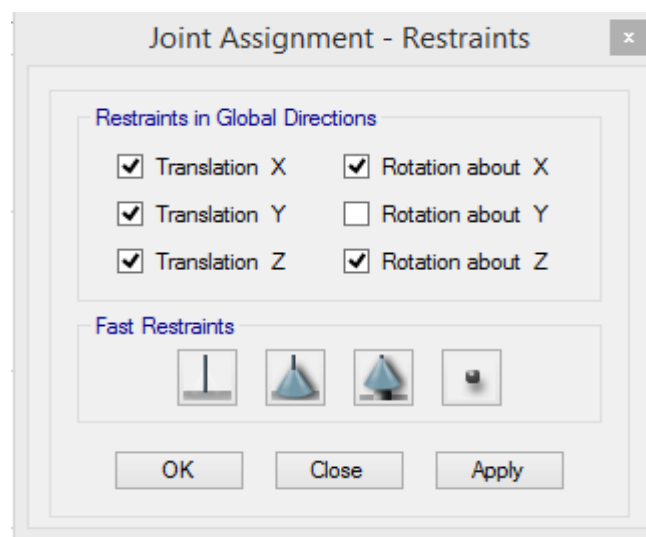 Joint Assignment - Restraints
x
Restraints in Global Directions
Translation X
Rotation about X
Translation Y
Rotation about Y
Translation Z
Rotation about Z
Fast Restraints
OK
Close
Apply